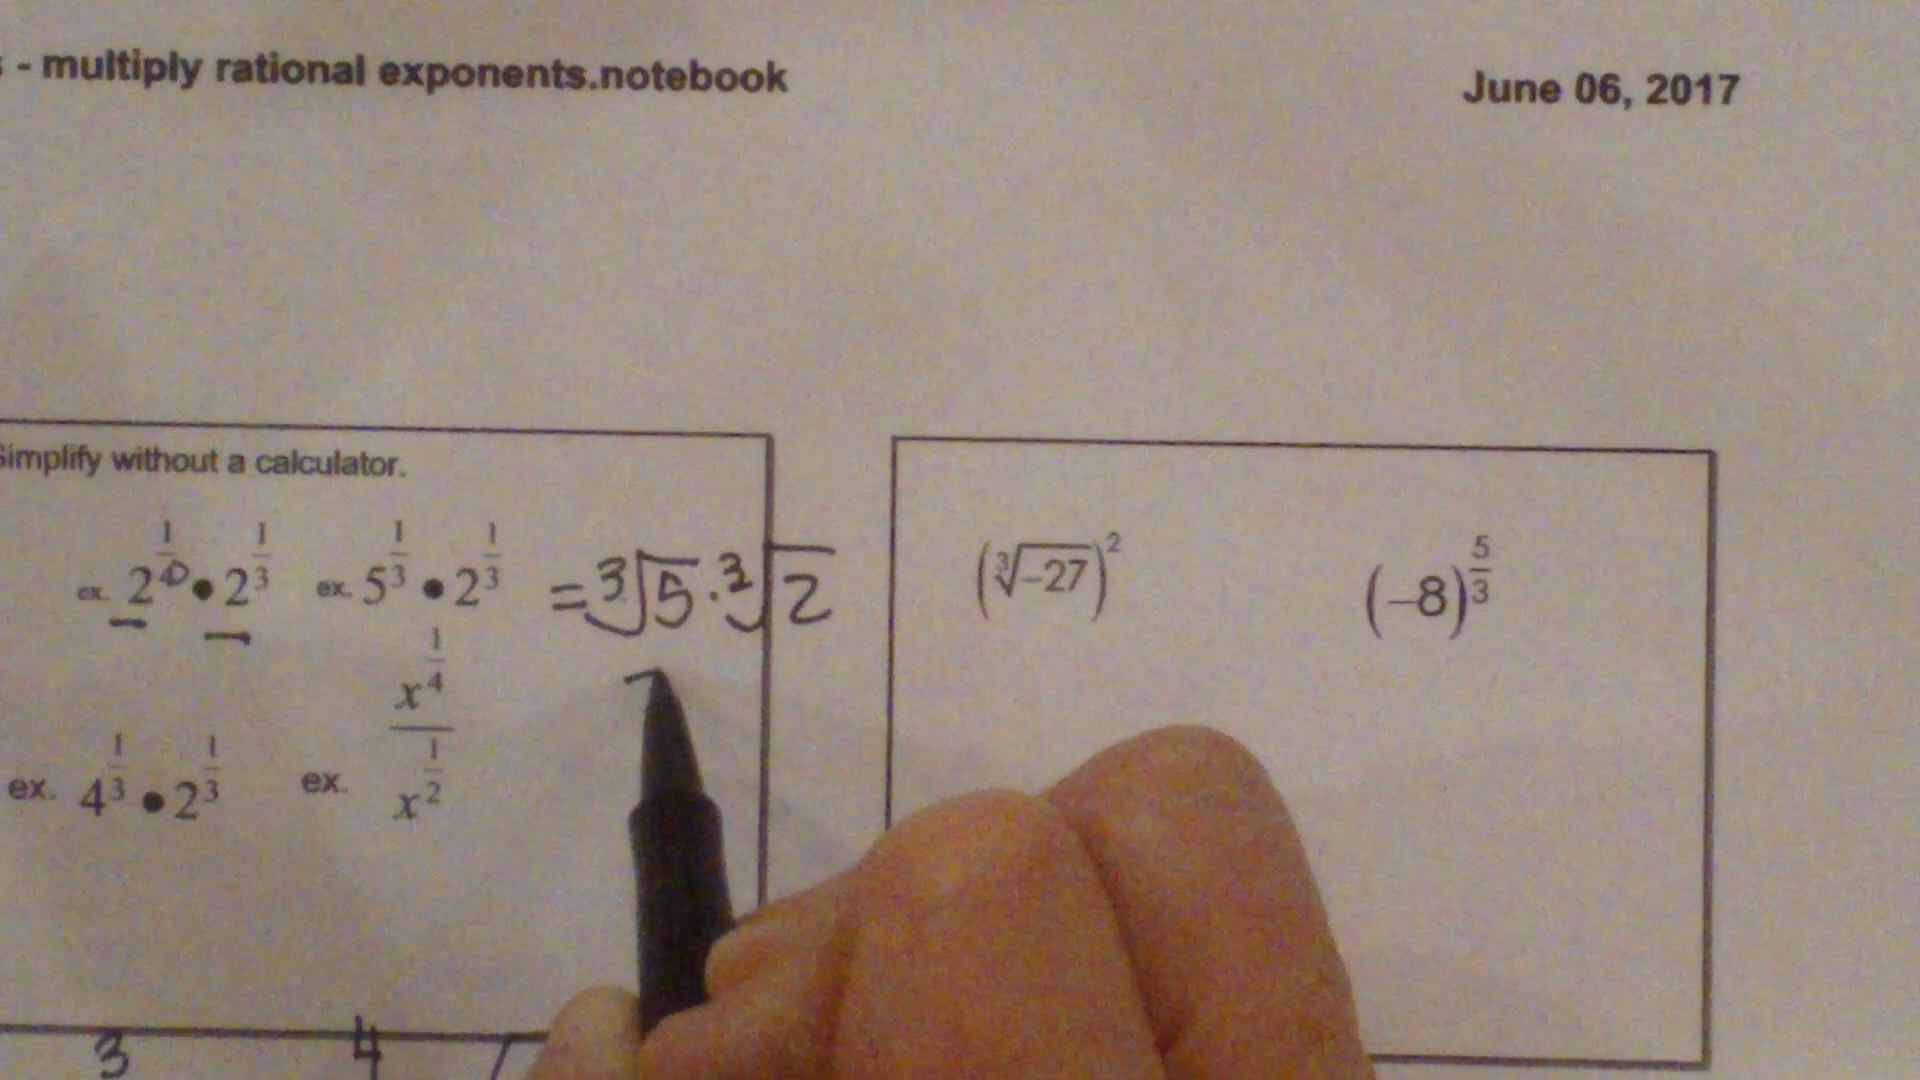 - multiply rational exponents.notebook
June 06, 2017
Simplify without a calculator.
ex. 2^{1/} • 2^{1/3}
ex. 5^{1/3} • 2^{1/3} = ∛5 · ∛2
ex. 4^{1/3} • 2^{1/3}
ex. x^{1/4} / x^{1/2}
(∛-27)^2
(-8)^{5/3}
3 4